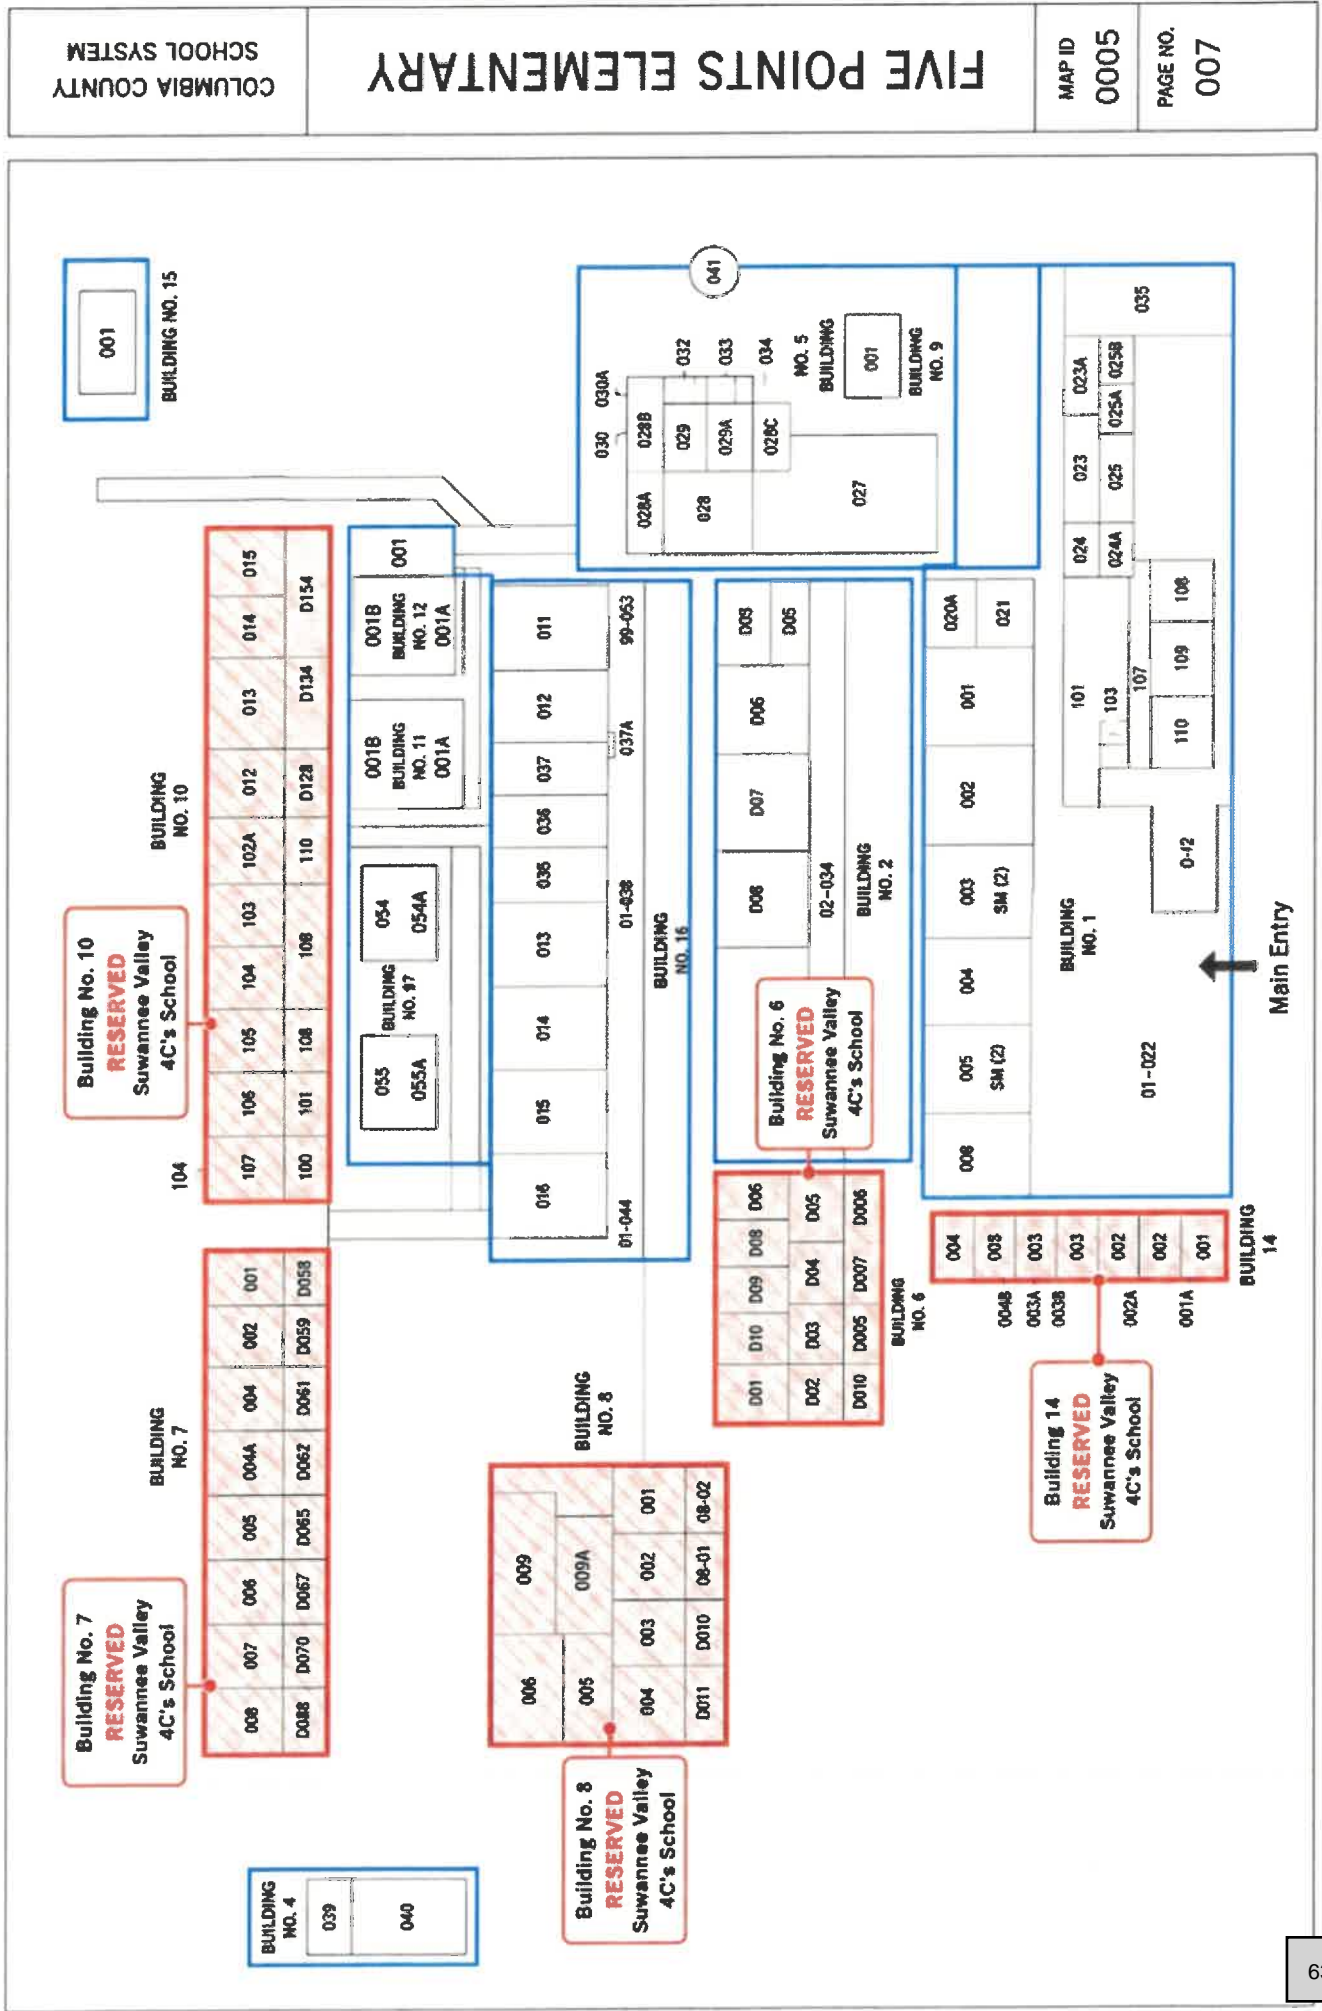 COLUMBIA COUNTY
SCHOOL SYSTEM
FIVE POINTS ELEMENTARY
MAP ID
0005
PAGE NO.
007
001
BUILDING NO. 15
BUILDING
NO. 10
Building No. 10
RESERVED
Suwannee Valley
4C's School
104
107
106
105
104
103
102A
012
013
014
015
100
101
108
108
110
D128
D134
D154
BUILDING
NO. 7
Building No. 7
RESERVED
Suwannee Valley
4C's School
008
007
006
005
004A
004
002
001
D088
D070
D067
D065
D062
D061
D059
D058
BUILDING
NO. 4
039
040
055
055A
BUILDING
NO. 97
054
054A
001B
BUILDING
NO. 11
001A
001B
BUILDING
NO. 12
001A
001
016
015
014
013
035
036
037
012
011
01-044
01-038
037A
99-053
BUILDING
NO. 16
BUILDING
NO. 8
006
009
005
009A
004
003
002
001
D011
D010
08-01
08-02
Building No. 8
RESERVED
Suwannee Valley
4C's School
030
030A
028A
028B
028
029
032
029A
033
028C
034
027
NO. 5
BUILDING
001
BUILDING
NO. 9
041
D08
D07
D06
D03
D05
02-034
BUILDING
NO. 2
Building No. 6
RESERVED
Suwannee Valley
4C's School
D01
D10
D09
D08
006
D02
D03
D04
D05
D010
D005
D007
D006
BUILDING
NO. 6
006
005
SM (2)
004
003
SM (2)
002
001
020A
021
BUILDING
NO. 1
01-022
0-42
101
103
107
110
109
108
024
023
023A
024A
025
025A
025B
035
Main Entry
004
008
003
003
002
002
001
004B
003A
003B
002A
001A
BUILDING
14
Building 14
RESERVED
Suwannee Valley
4C's School